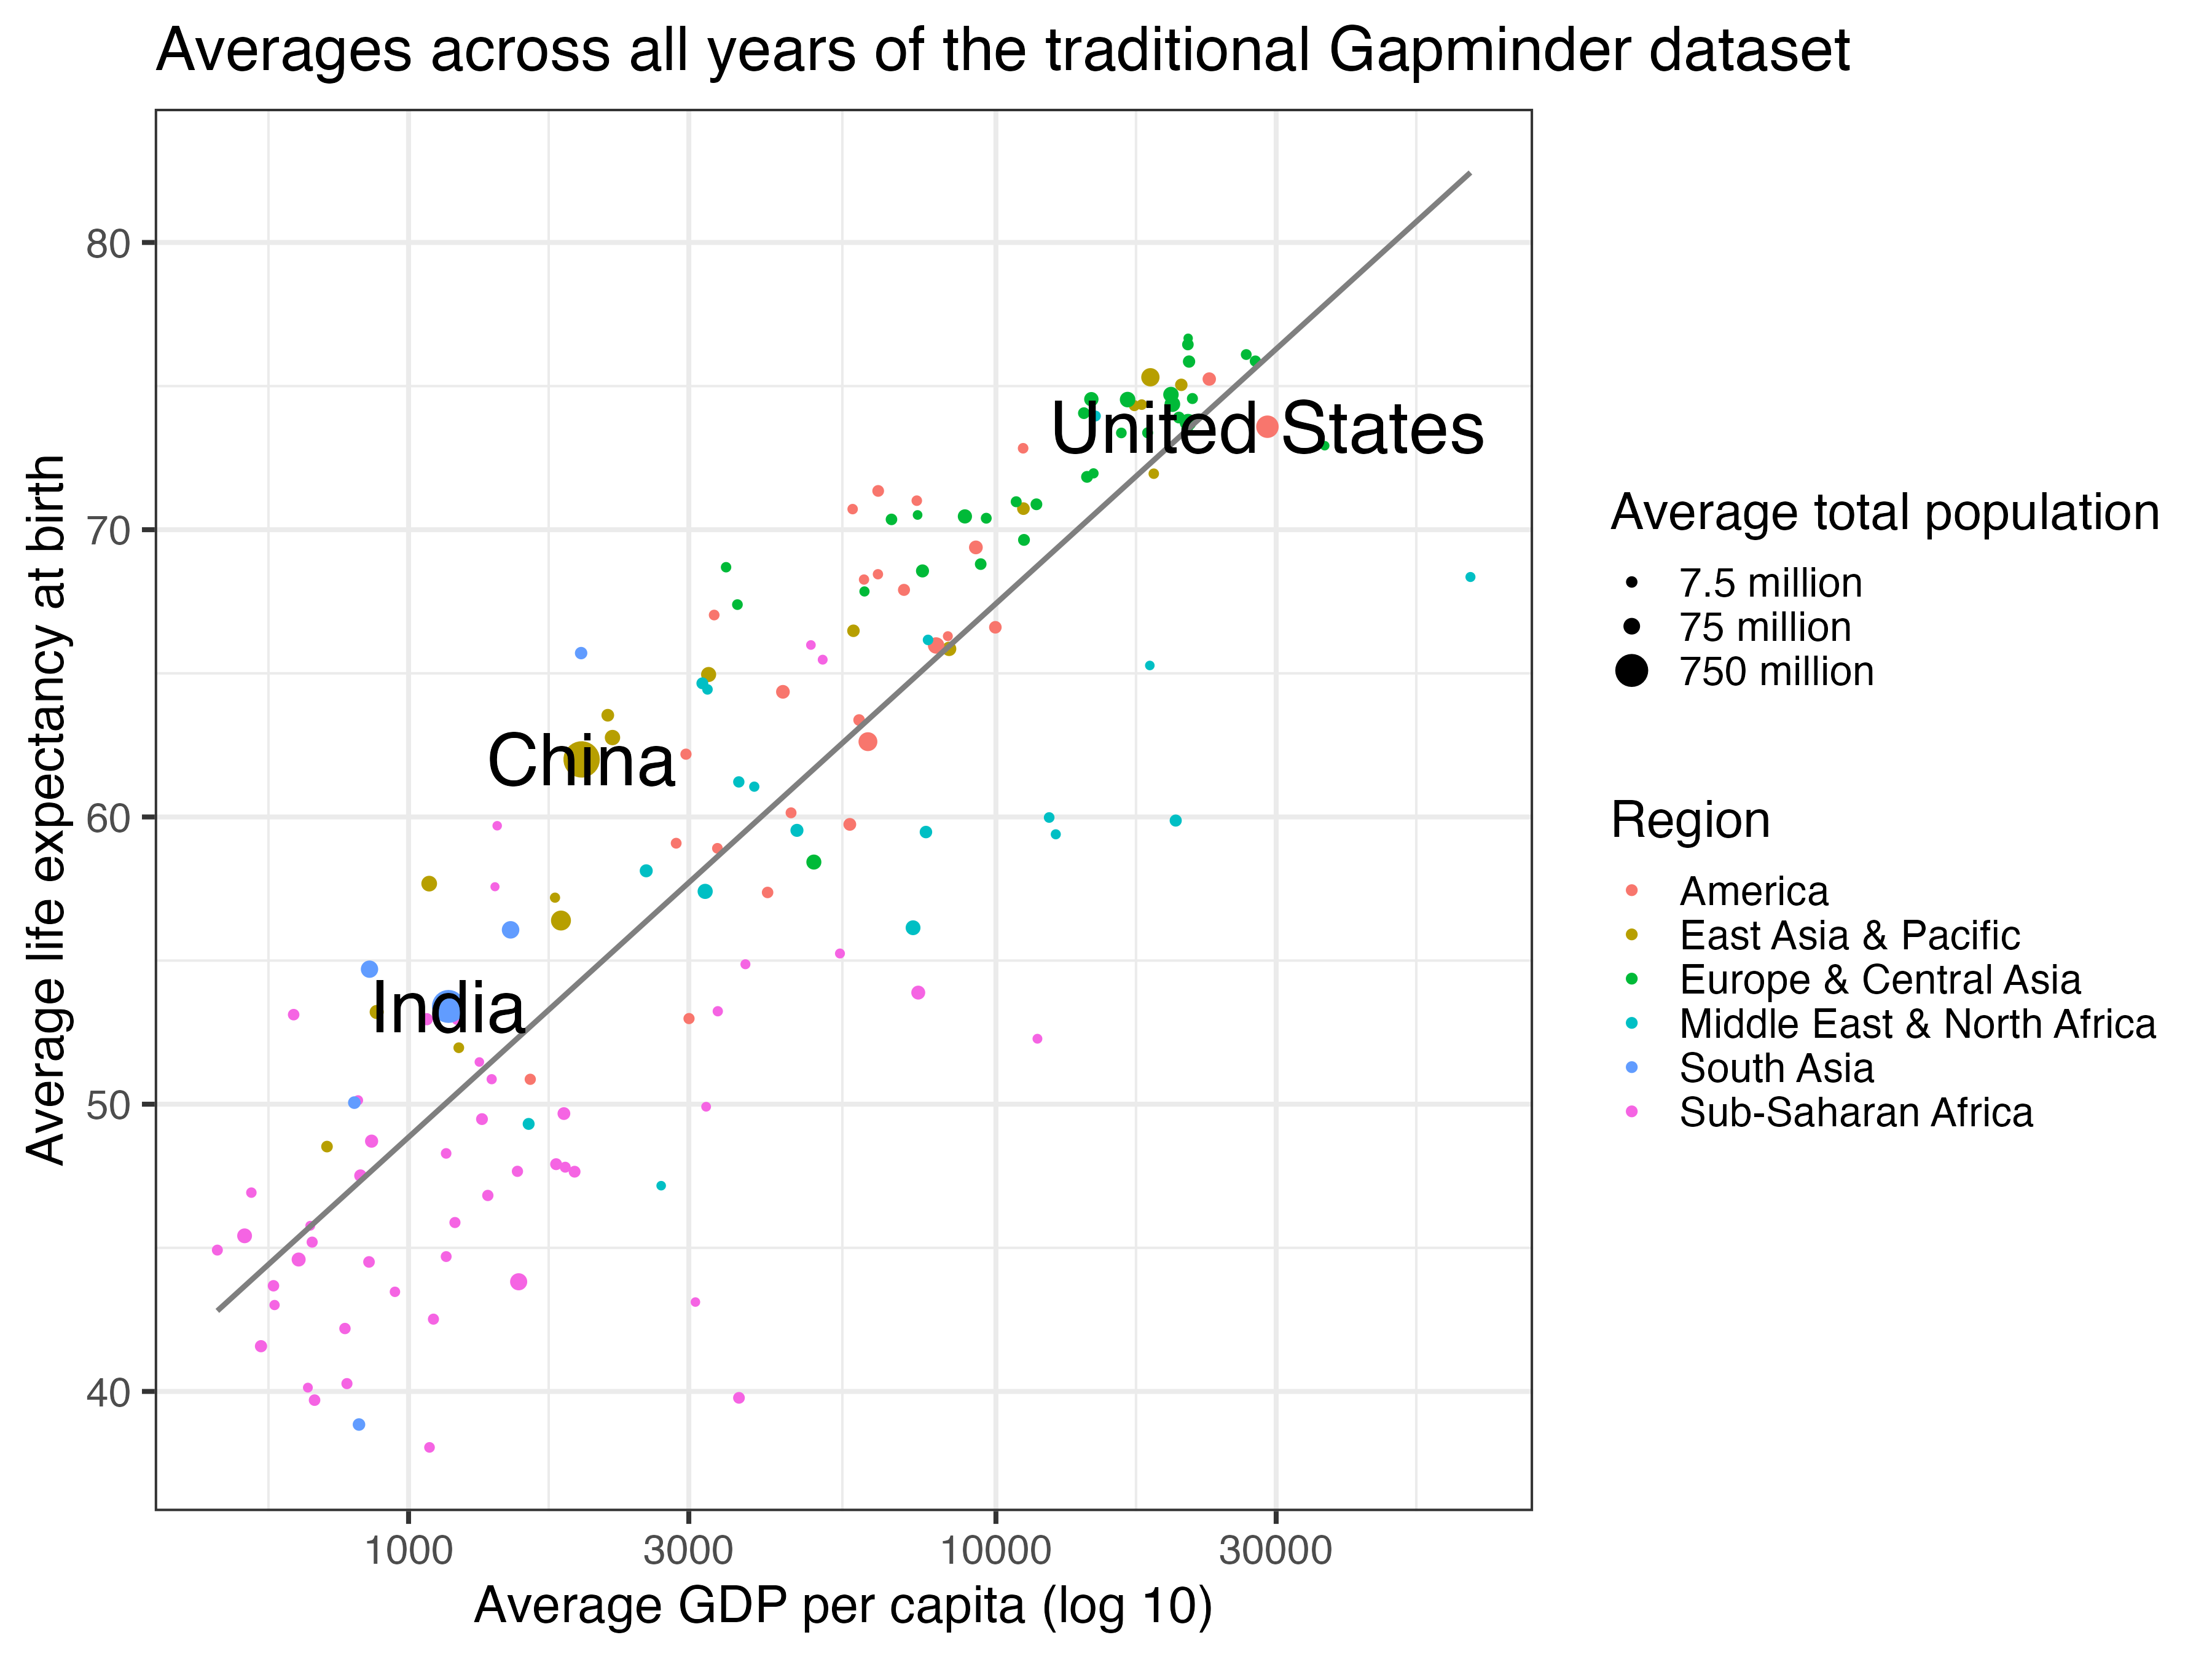 Averages across all years of the traditional Gapminder dataset
Average life expectancy at birth
80
70
60
50
40
United States
China
India
1000 3000 10000 30000
Average GDP per capita (log 10)
Average total population
7.5 million
75 million
750 million
Region
America
East Asia & Pacific
Europe & Central Asia
Middle East & North Africa
South Asia
Sub-Saharan Africa